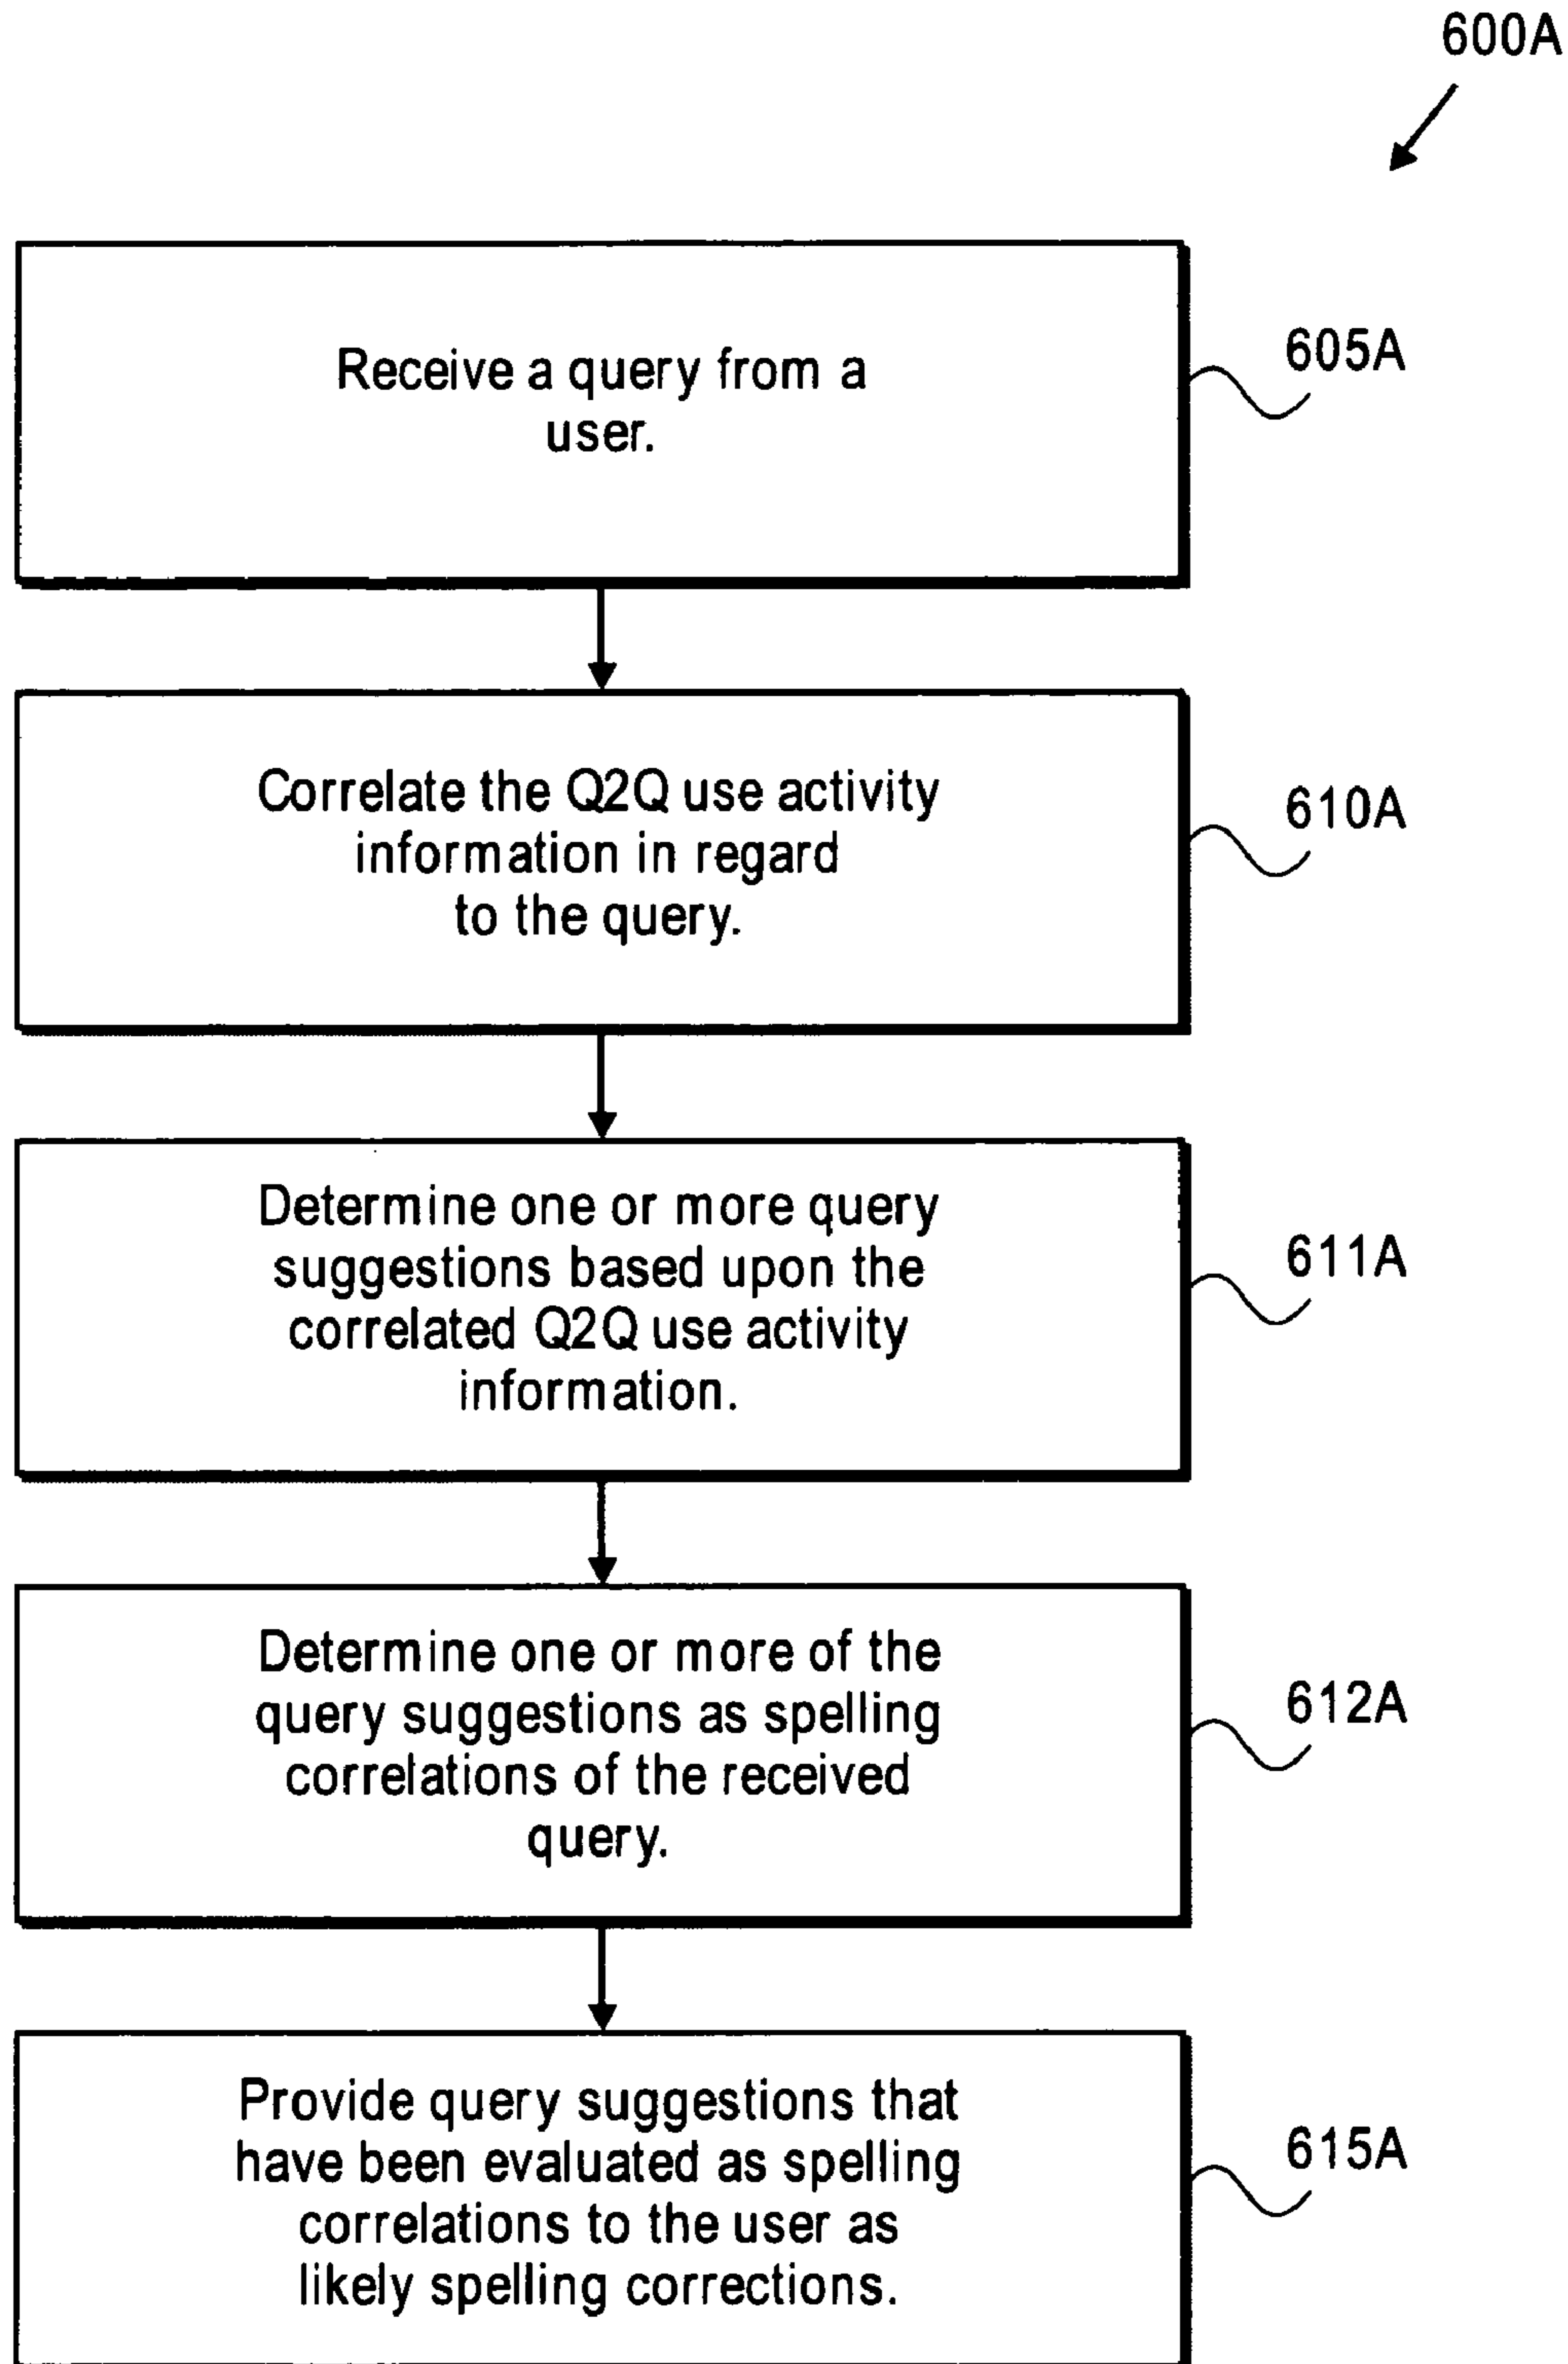 600A
Receive a query from a
user.
605A
Correlate the Q2Q use activity
information in regard
to the query.
610A
Determine one or more query
suggestions based upon the
correlated Q2Q use activity
information.
611A
Determine one or more of the
query suggestions as spelling
correlations of the received
query.
612A
Provide query suggestions that
have been evaluated as spelling
correlations to the user as
likely spelling corrections.
615A